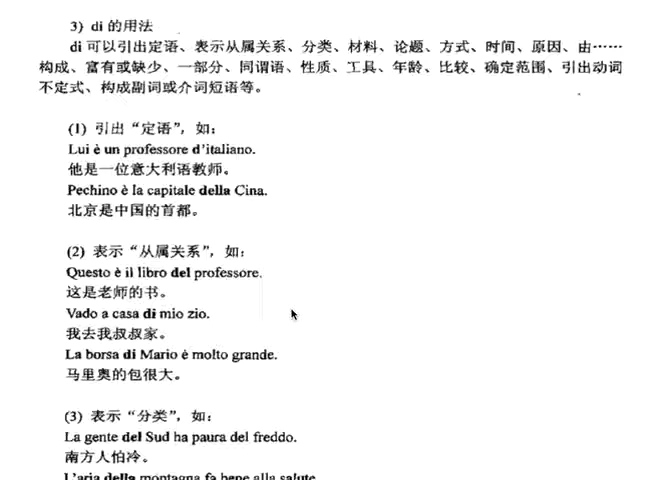 3) di 的用法
di 可以引出定语、表示从属关系、分类、材料、论题、方式、时间、原因、由……
构成、富有或缺少、一部分、同谓语、性质、工具、年龄、比较、确定范围、引出动词
不定式、构成副词或介词短语等。
(1) 引出“定语”，如：
Lui è un professore d’italiano.
他是一位意大利语教师。
Pechino è la capitale della Cina.
北京是中国的首都。
(2) 表示“从属关系”，如：
Questo è il libro del professore.
这是老师的书。
Vado a casa di mio zio.
我去我叔叔家。
La borsa di Mario è molto grande.
马里奥的包很大。
(3) 表示“分类”，如：
La gente del Sud ha paura del freddo.
南方人怕冷。
L’aria della montagna fa bene alla salute.